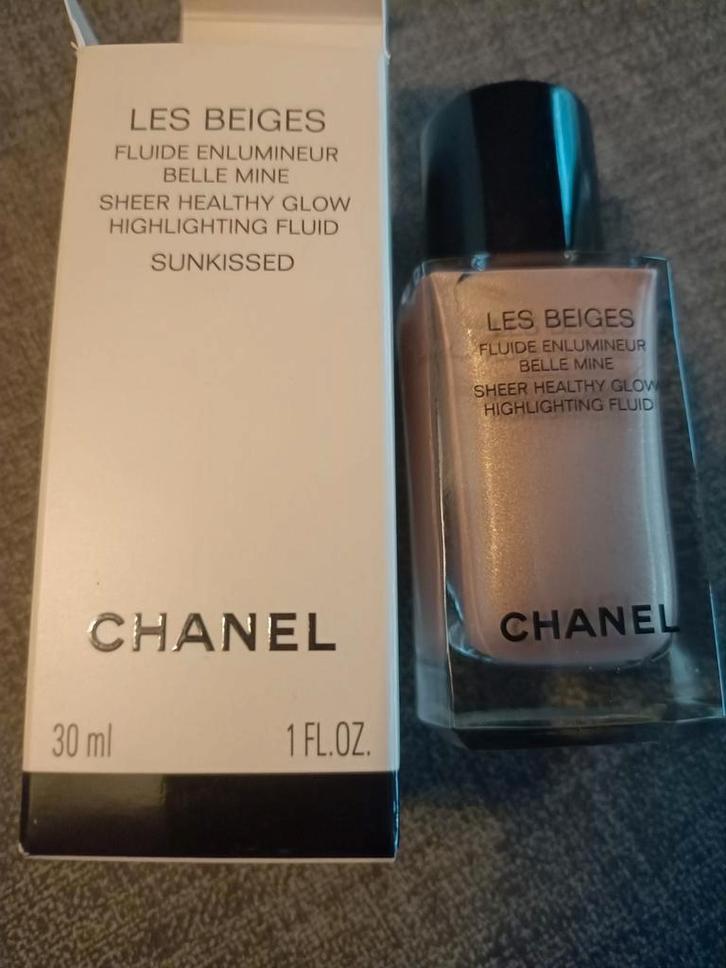 LES BEIGES
FLUIDE ENLUMINEUR
BELLE MINE
SHEER HEALTHY GLOW
HIGHLIGHTING FLUID
SUNKISSED
CHANEL
30 ml 1 FL.OZ.
LES BEIGES
FLUIDE ENLUMINEUR
BELLE MINE
SHEER HEALTHY GLOW
HIGHLIGHTING FLUID
CHANEL